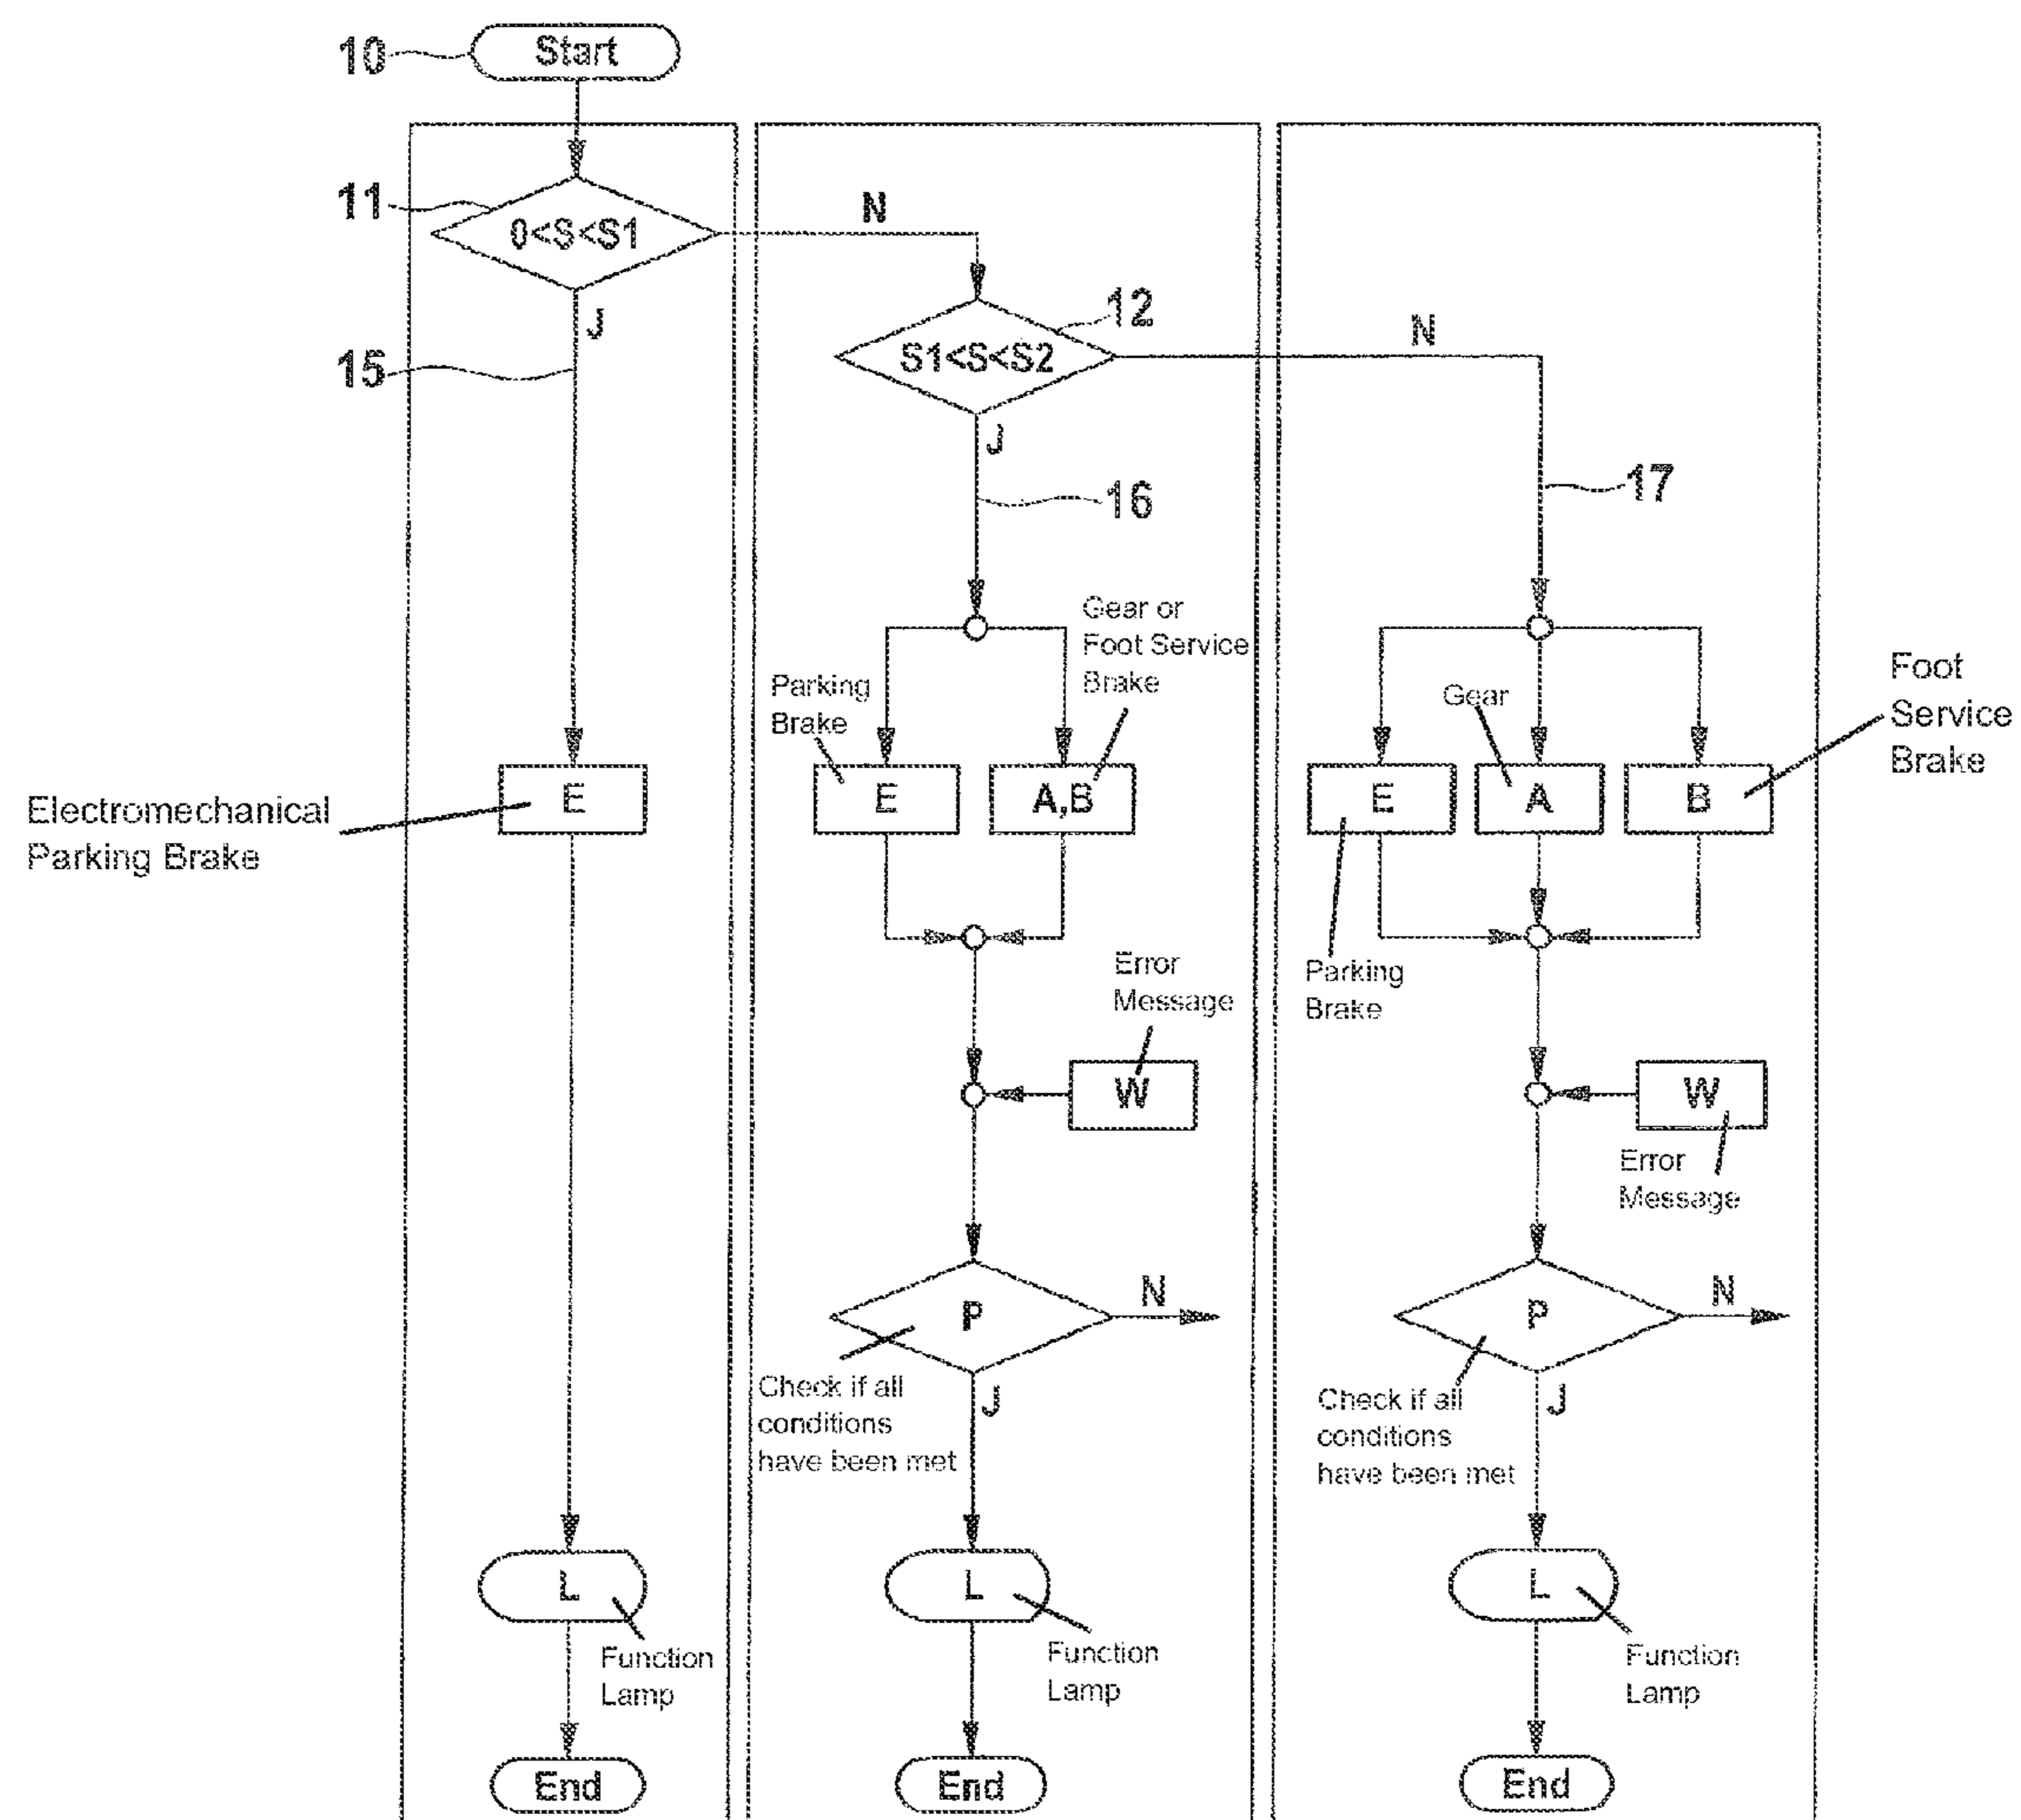 10
Start
11
0<S<S1
N
J
15
12
S1<S<S2
N
J
16
17
Electromechanical
Parking Brake
E
Parking
Brake
E
Gear or
Foot Service
Brake
A,B
Gear
E
A
B
Foot
Service
Brake
Parking
Brake
Error
Message
W
W
Error
Message
P
N
J
Check if all
conditions
have been met
P
N
J
Check if all
conditions
have been met
L
Function
Lamp
L
Function
Lamp
L
Function
Lamp
End
End
End